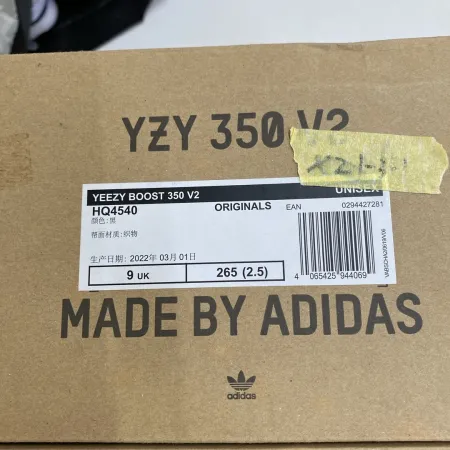 YZY 350 V2
YEEZY BOOST 350 V2
UNISEX
HQ4540
ORIGINALS
EAN
0294427281
颜色:黑
帮面材质:织物
生产日期: 2022年 03月 01日
9 UK
265 (2.5)
4 065425 944069
MADE BY ADIDAS
adidas